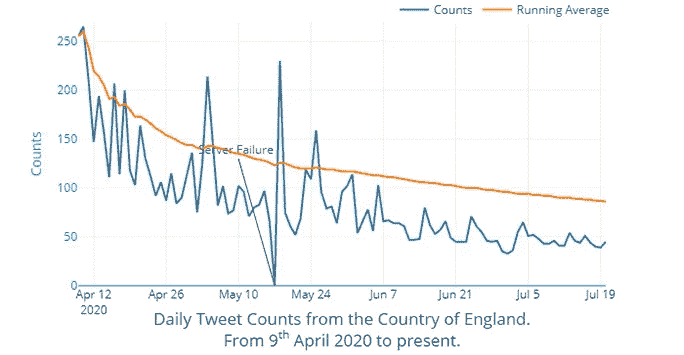 Counts Running Average
250
200
150
100
50
0
Counts
Server Failure
Apr 12 Apr 26 May 10 May 24 Jun 7 Jun 21 Jul 5 Jul 19
2020
Daily Tweet Counts from the Country of England.
From 9th April 2020 to present.